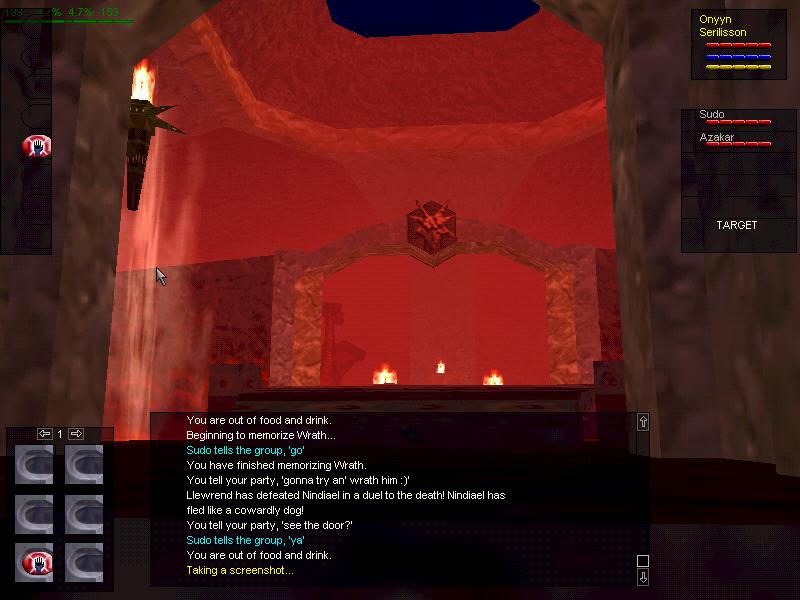 4.7% 159
Onyyn
Serilisson
Sudo
Azakar
TARGET
1
You are out of food and drink.
Beginning to memorize Wrath...
Sudo tells the group, 'go'
You have finished memorizing Wrath.
You tell your party, 'gonna try an' wrath him :)'
Llewrend has defeated Nindiael in a duel to the death! Nindiael has
fled like a cowardly dog!
You tell your party, 'see the door?'
Sudo tells the group, 'ya'
You are out of food and drink.
Taking a screenshot...